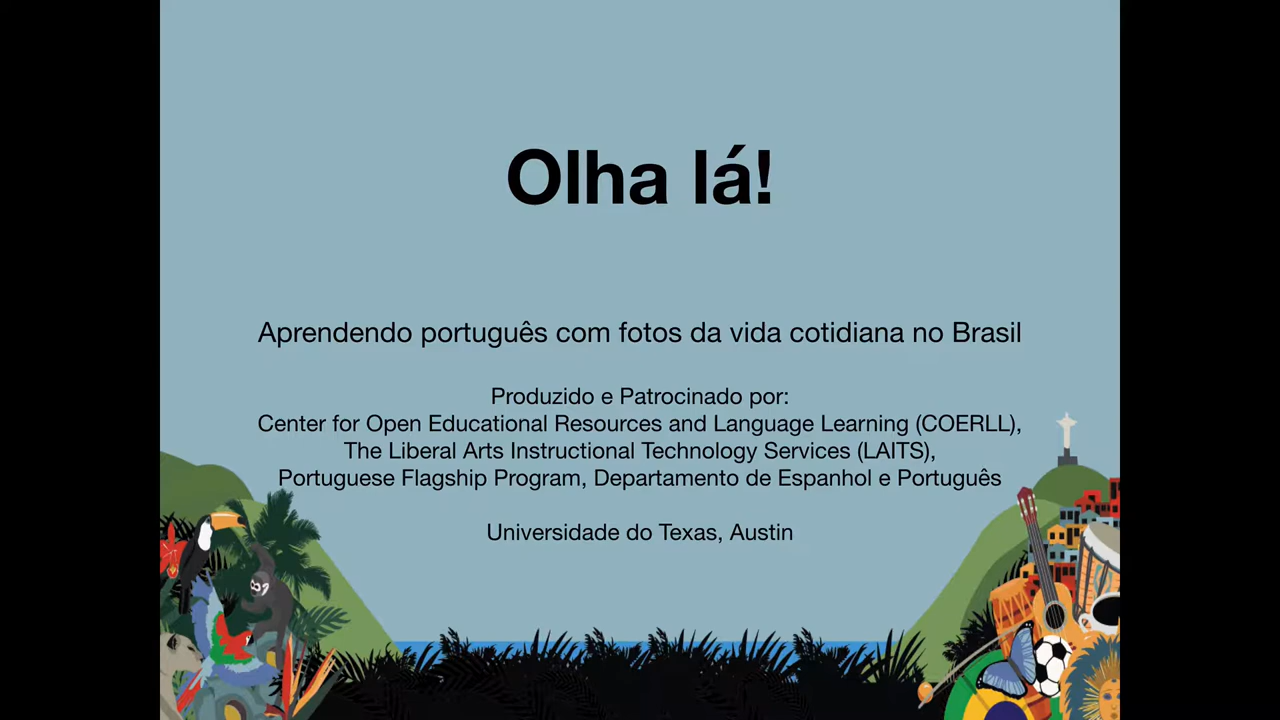 Olha lá!
Aprendendo português com fotos da vida cotidiana no Brasil
Produzido e Patrocinado por:
Center for Open Educational Resources and Language Learning (COERLL),
The Liberal Arts Instructional Technology Services (LAITS),
Portuguese Flagship Program, Departamento de Espanhol e Português
Universidade do Texas, Austin